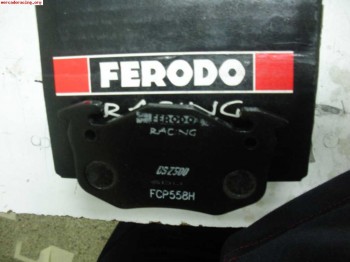 mercadoracing.org
FERODO
RACING
FERODO
RACING
DS2500
FCP558H